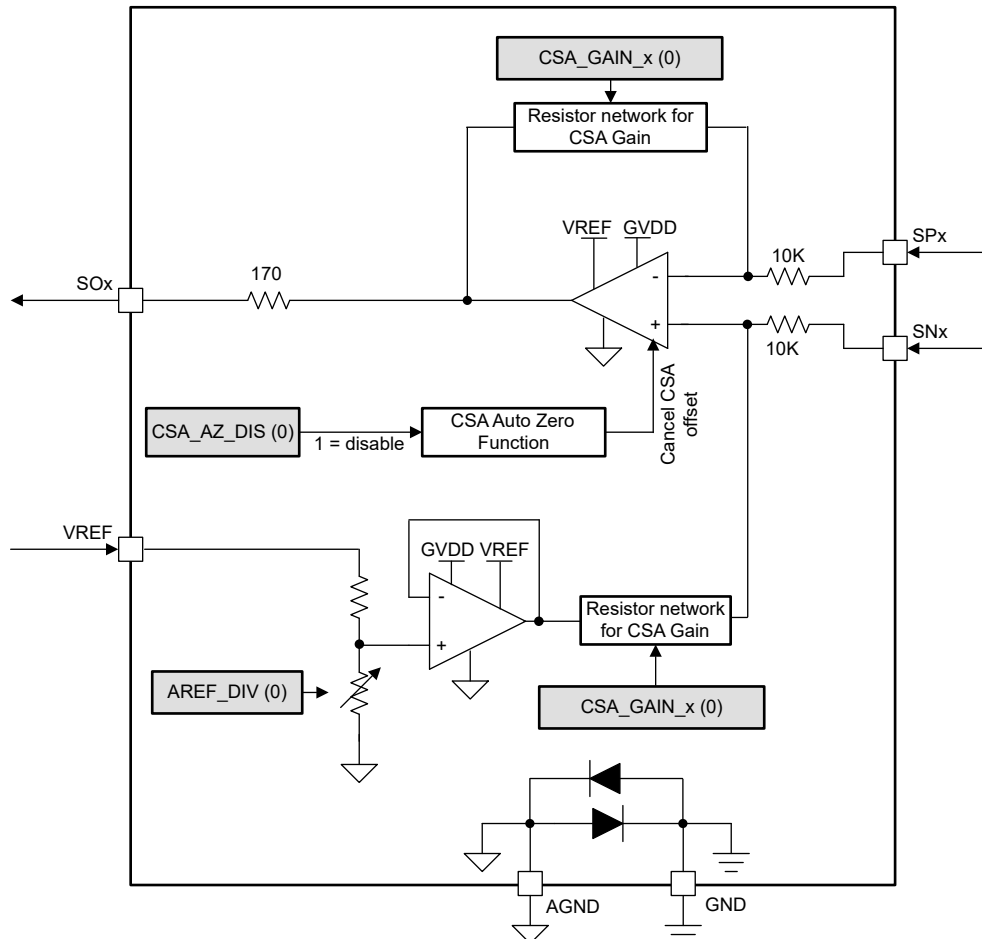 CSA_GAIN_x (0)
Resistor network for
CSA Gain
VREF
GVDD
SPx
10K
-
170
SOx
+
SNx
10K
Cancel CSA
offset
CSA_AZ_DIS (0)
1 = disable
CSA Auto Zero
Function
VREF
GVDD
VREF
-
Resistor network
for CSA Gain
+
AREF_DIV (0)
CSA_GAIN_x (0)
AGND
GND